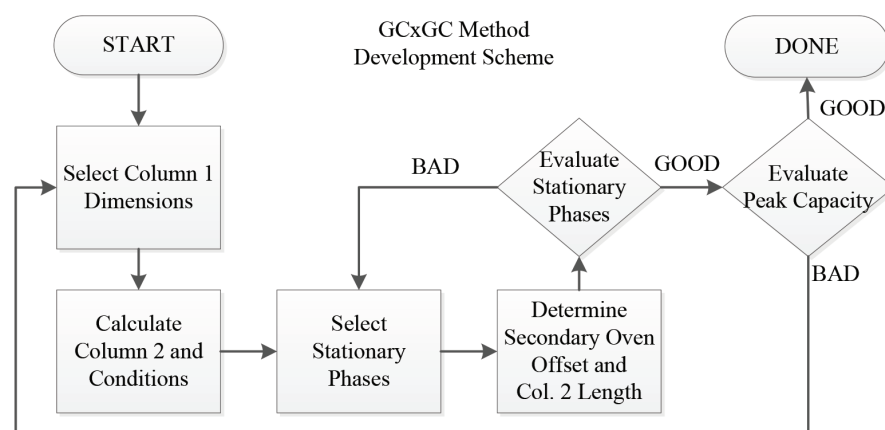 START
GCxGC Method
Development Scheme
DONE
GOOD
Select Column 1
Dimensions
BAD
Evaluate
Stationary
Phases
GOOD
Evaluate
Peak Capacity
BAD
Calculate
Column 2 and
Conditions
Select
Stationary
Phases
Determine
Secondary Oven
Offset and
Col. 2 Length